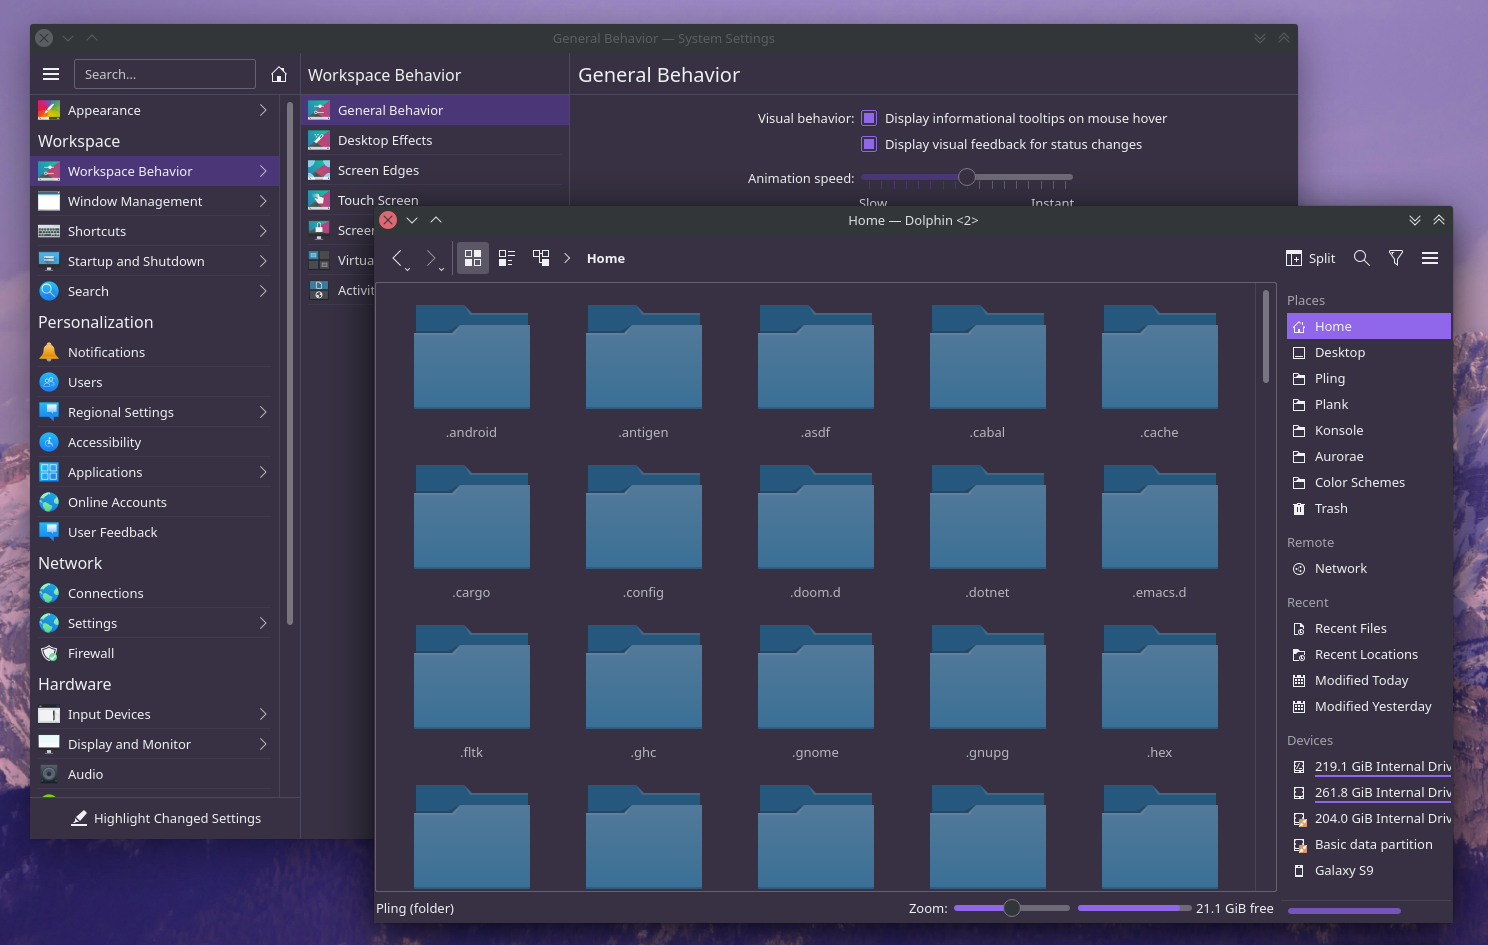 General Behavior — System Settings
Search...
Workspace Behavior
General Behavior
Appearance
Workspace
Workspace Behavior
Window Management
Shortcuts
Startup and Shutdown
Search
Personalization
Notifications
Users
Regional Settings
Accessibility
Applications
Online Accounts
User Feedback
Network
Connections
Settings
Firewall
Hardware
Input Devices
Display and Monitor
Audio
Highlight Changed Settings
General Behavior
Desktop Effects
Screen Edges
Touch Screen
Screen
Virtua
Activit
Visual behavior:
Display informational tooltips on mouse hover
Display visual feedback for status changes
Animation speed:
Slow
Instant
Home — Dolphin <2>
Home
Split
.android
.antigen
.asdf
.cabal
.cache
.cargo
.config
.doom.d
.dotnet
.emacs.d
.fltk
.ghc
.gnome
.gnupg
.hex
Places
Home
Desktop
Pling
Plank
Konsole
Aurorae
Color Schemes
Trash
Remote
Network
Recent
Recent Files
Recent Locations
Modified Today
Modified Yesterday
Devices
219.1 GiB Internal Driv
261.8 GiB Internal Driv
204.0 GiB Internal Driv
Basic data partition
Galaxy S9
Pling (folder)
Zoom:
21.1 GiB free